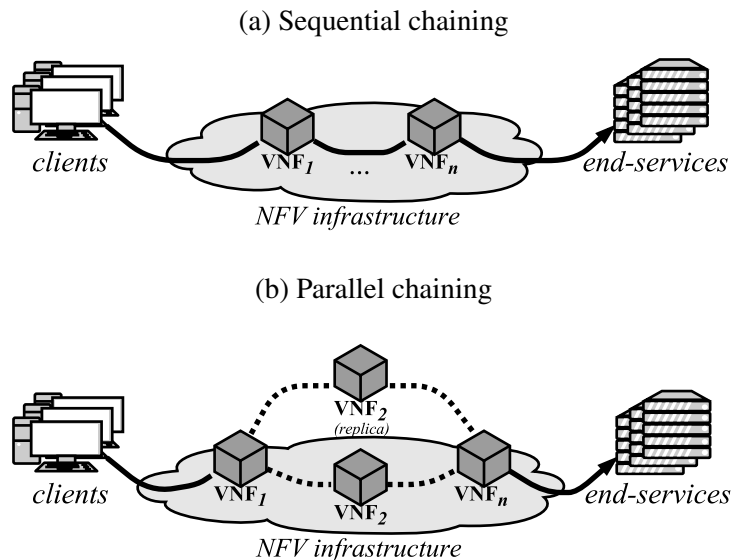 (a) Sequential chaining
clients
VNF1
...
VNFn
end-services
NFV infrastructure
(b) Parallel chaining
VNF2
(replica)
clients
VNF1
VNF2
VNFn
end-services
NFV infrastructure